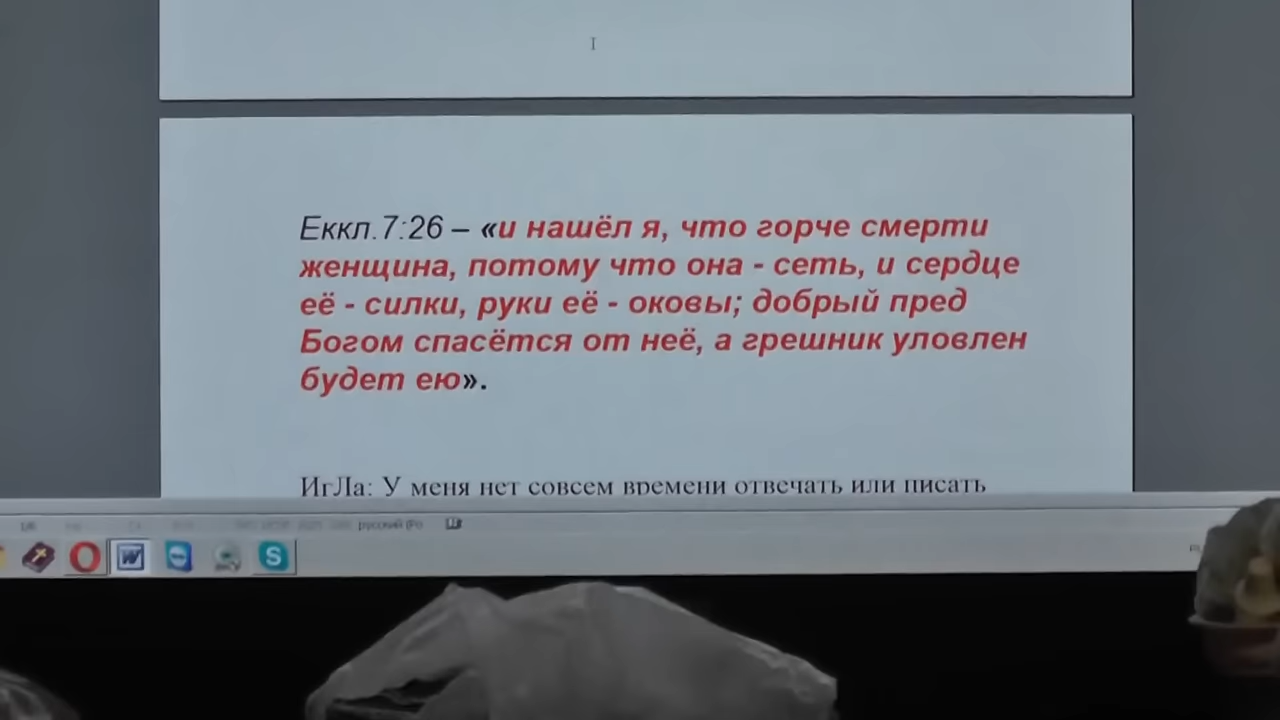 Еккл.7:26 – «и нашёл я, что горче смерти
женщина, потому что она - сеть, и сердце
её - силки, руки её - оковы; добрый пред
Богом спасётся от неё, а грешник уловлен
будет ею».
ИгЛа: У меня нет совсем времени отвечать или писать
русский (Ро